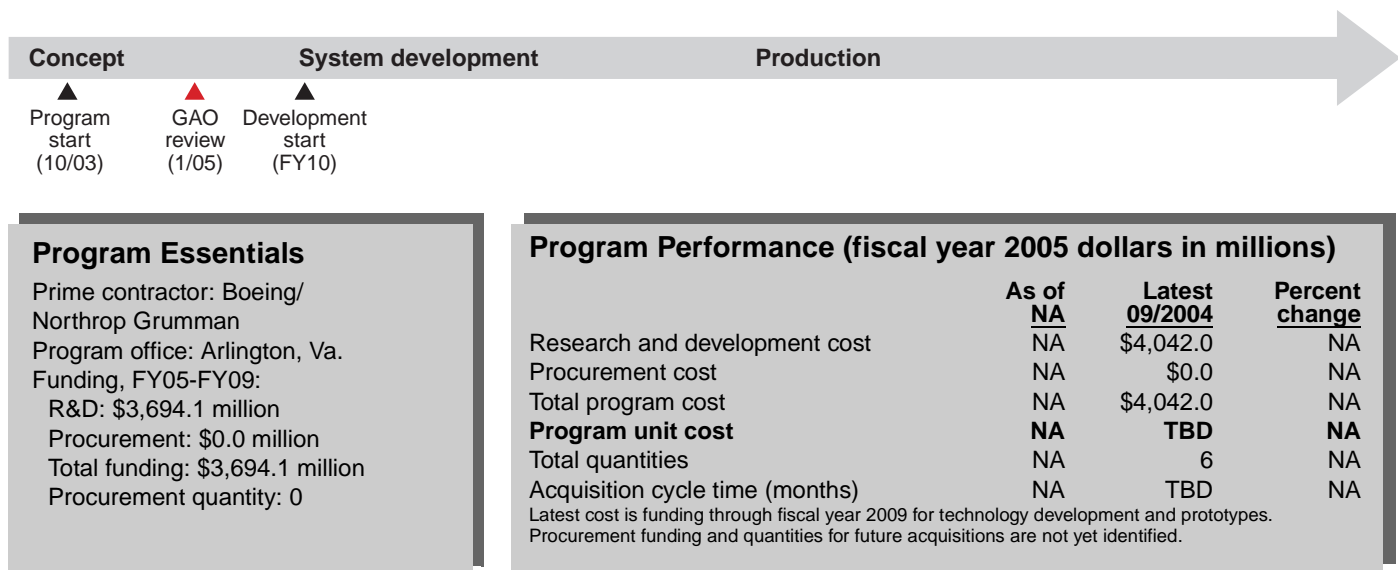 Concept System development Production
Program start (10/03)
GAO review (1/05)
Development start (FY10)
Program Essentials
Prime contractor: Boeing/
Northrop Grumman
Program office: Arlington, Va.
Funding, FY05-FY09:
R&D: $3,694.1 million
Procurement: $0.0 million
Total funding: $3,694.1 million
Procurement quantity: 0
Program Performance (fiscal year 2005 dollars in millions)
As of NA Latest 09/2004 Percent change
Research and development cost NA $4,042.0 NA
Procurement cost NA $0.0 NA
Total program cost NA $4,042.0 NA
Program unit cost NA TBD NA
Total quantities NA 6 NA
Acquisition cycle time (months) NA TBD NA
Latest cost is funding through fiscal year 2009 for technology development and prototypes.
Procurement funding and quantities for future acquisitions are not yet identified.